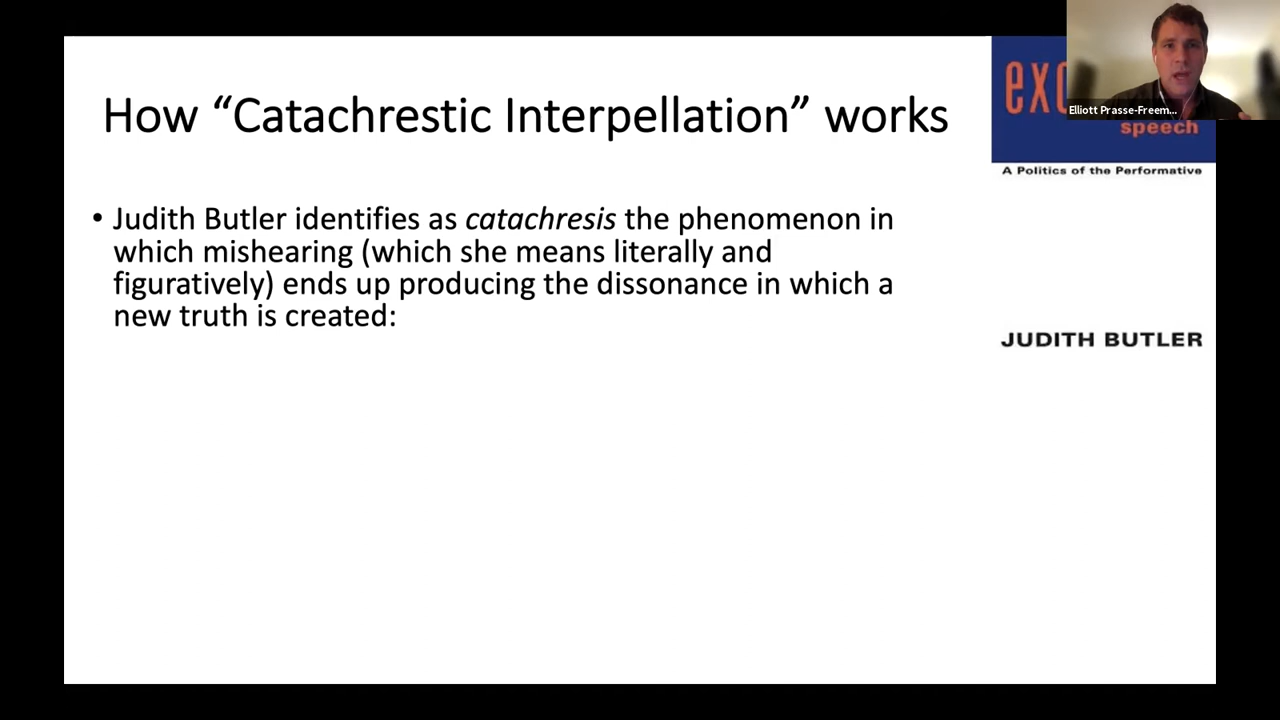 How “Catachrestic Interpellation” works
• Judith Butler identifies as catachresis the phenomenon in
which mishearing (which she means literally and
figuratively) ends up producing the dissonance in which a
new truth is created:
exc
speech
A Politics of the Performative
JUDITH BUTLER
Elliott Prasse-Freem...